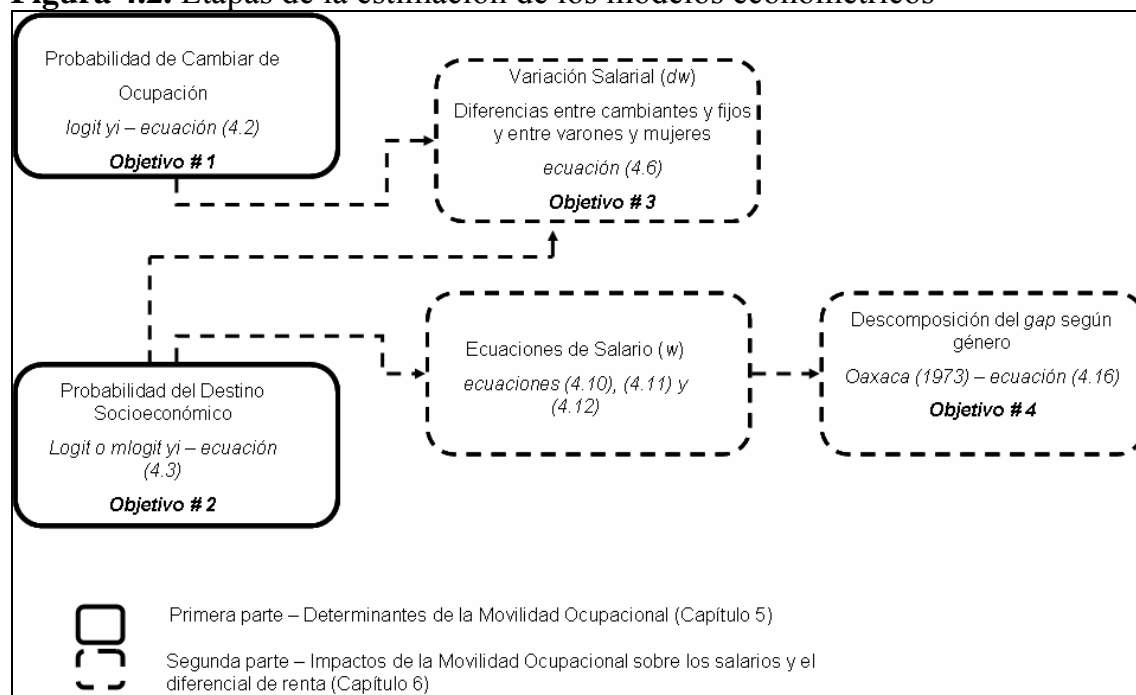 Figura 4.2. Etapas de la estimación de los modelos econométricos
Probabilidad de Cambiar de
Ocupación
logit yi – ecuación (4.2)
Objetivo # 1
Variación Salarial (dw)
Diferencias entre cambiantes y fijos
y entre varones y mujeres
ecuación (4.6)
Objetivo # 3
Probabilidad del Destino
Socioeconómico
Logit o mlogit yi – ecuación
(4.3)
Objetivo # 2
Ecuaciones de Salario (w)
ecuaciones (4.10), (4.11) y
(4.12)
Descomposición del gap según
género
Oaxaca (1973) – ecuación (4.16)
Objetivo # 4
Primera parte – Determinantes de la Movilidad Ocupacional (Capítulo 5)
Segunda parte – Impactos de la Movilidad Ocupacional sobre los salarios y el
diferencial de renta (Capítulo 6)